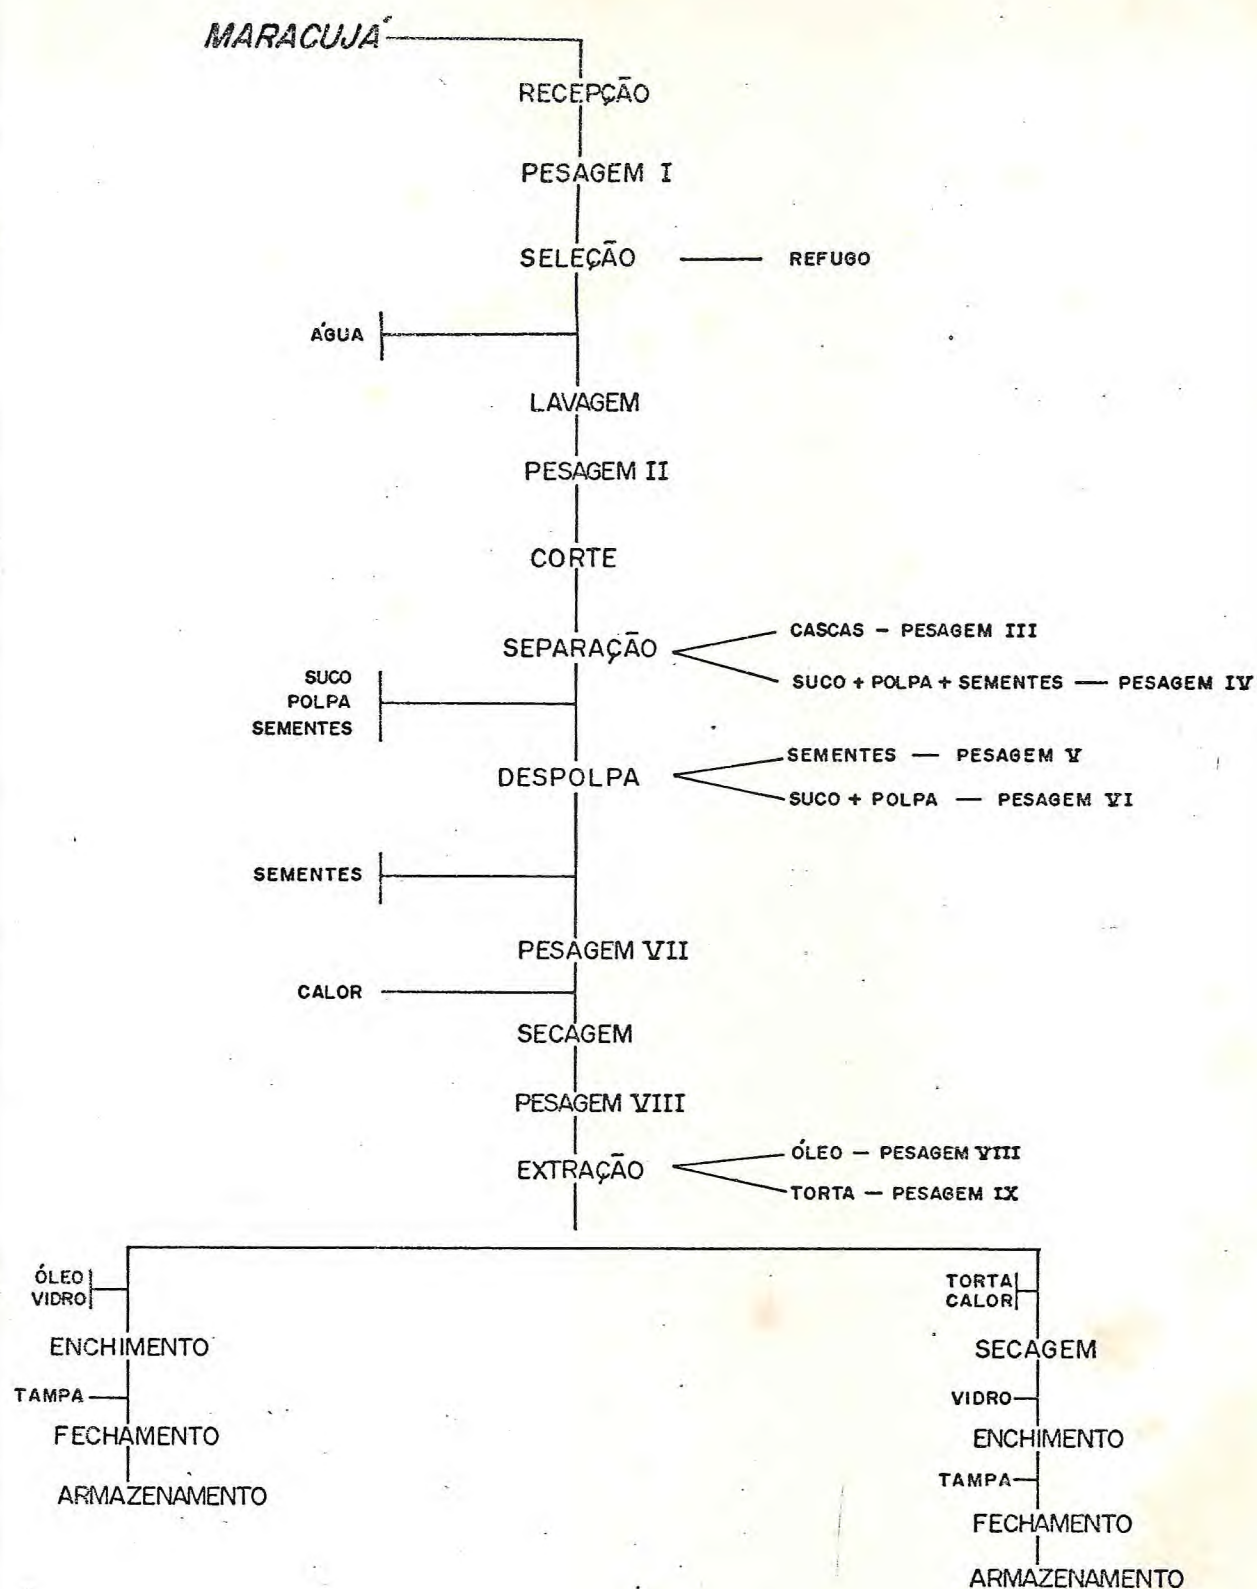 MARACUJÁ
RECEPÇÃO
PESAGEM I
SELEÇÃO — REFUGO
ÁGUA
LAVAGEM
PESAGEM II
CORTE
SEPARAÇÃO
CASCAS - PESAGEM III
SUCO + POLPA + SEMENTES — PESAGEM IV
SUCO
POLPA
SEMENTES
DESPOLPA
SEMENTES — PESAGEM V
SUCO + POLPA — PESAGEM VI
SEMENTES
PESAGEM VII
CALOR
SECAGEM
PESAGEM VIII
EXTRAÇÃO
ÓLEO — PESAGEM VIII
TORTA — PESAGEM IX
ÓLEO
VIDRO
ENCHIMENTO
TAMPA
FECHAMENTO
ARMAZENAMENTO
TORTA
CALOR
SECAGEM
VIDRO
ENCHIMENTO
TAMPA
FECHAMENTO
ARMAZENAMENTO